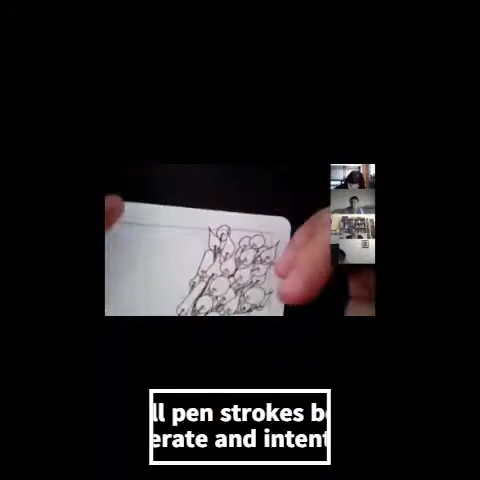 ll pen strokes b
erate and intent